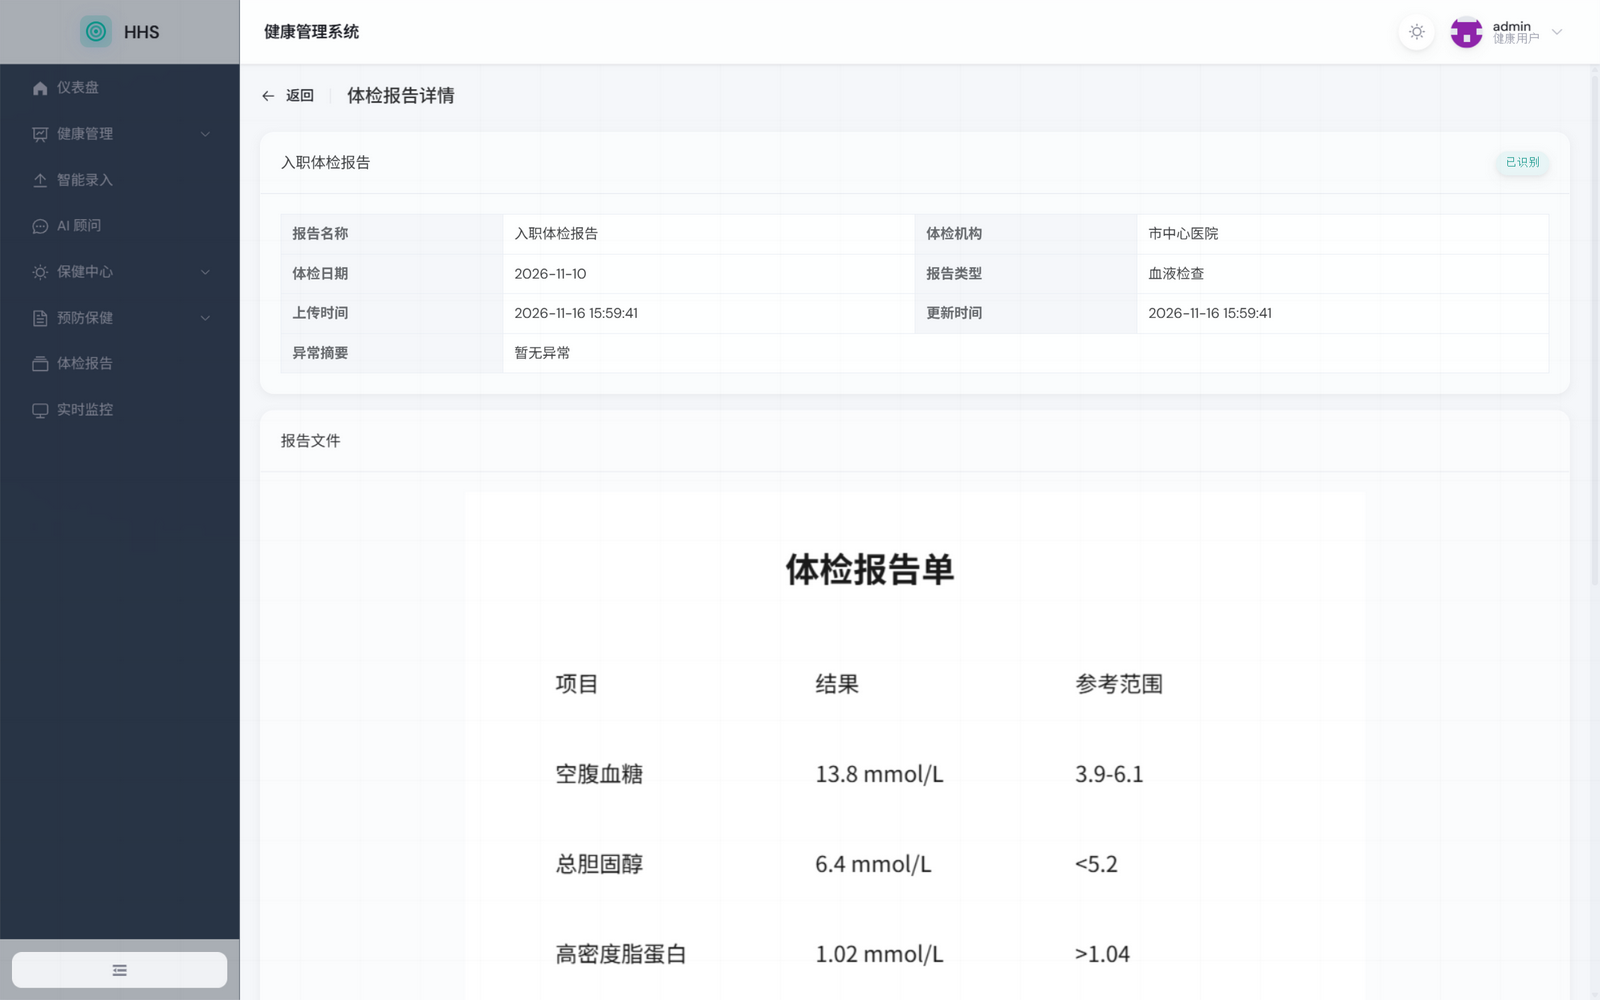 HHS
健康管理系统
admin
健康用户
仪表盘
健康管理
智能录入
AI 顾问
保健中心
预防保健
体检报告
实时监控
返回
体检报告详情
入职体检报告
已识别
报告名称 入职体检报告 体检机构 市中心医院
体检日期 2026-11-10 报告类型 血液检查
上传时间 2026-11-16 15:59:41 更新时间 2026-11-16 15:59:41
异常摘要 暂无异常
报告文件
体检报告单
项目 结果 参考范围
空腹血糖 13.8 mmol/L 3.9-6.1
总胆固醇 6.4 mmol/L <5.2
高密度脂蛋白 1.02 mmol/L >1.04